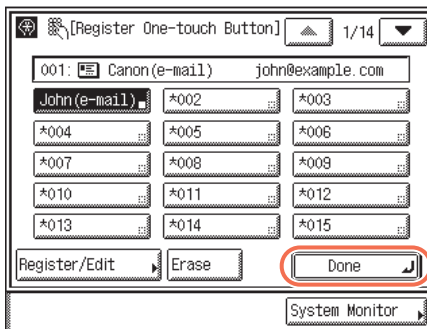 [Register One-touch Button] 1/14
001: Canon(e-mail) john@example.com
John(e-mail) *002 *003
*004 *005 *006
*007 *008 *009
*010 *011 *012
*013 *014 *015
Register/Edit Erase Done
System Monitor